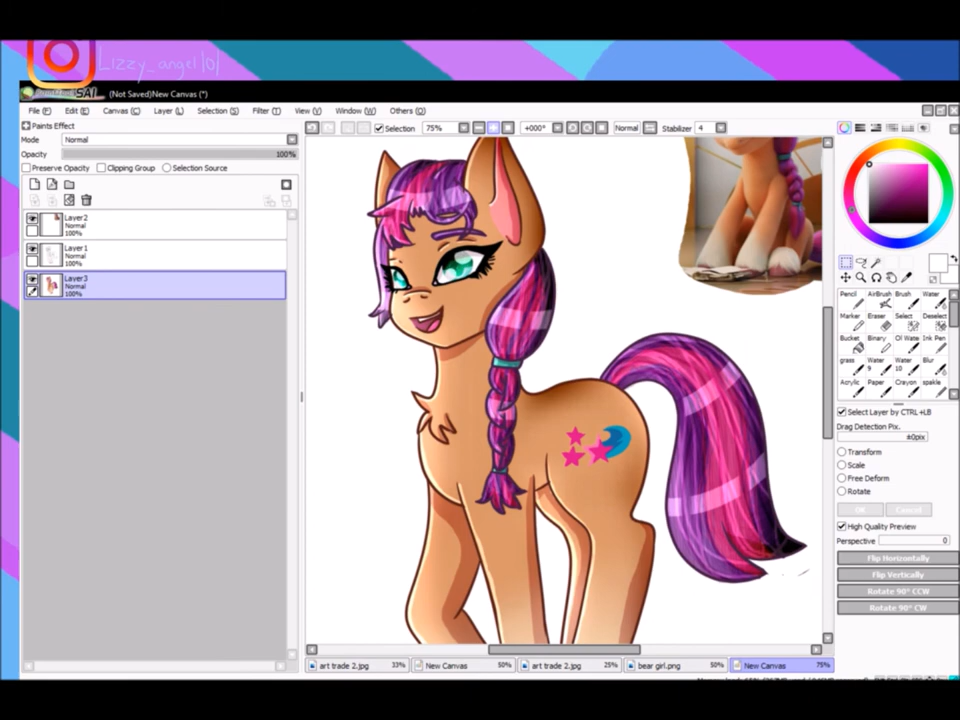 Lizzy_angel101
SAI (Not Saved)New Canvas (*)
File (F) Edit (E) Canvas (C) Layer (L) Selection (S) Filter (T) View (V) Window (W) Others (O)
Paints Effect
Selection 75% +000° Normal Stabilizer 4
Mode Normal
Opacity 100%
Preserve Opacity Clipping Group Selection Source
Layer2
Normal
100%
Layer1
Normal
100%
Layer3
Normal
100%
Pencil AirBrush Brush Water
Marker Eraser Select Deselect
Bucket Binary Oil Wate Ink Pen
grass Water 9 Water 10 Blur
Acrylic Paper Crayon spakle
Select Layer by CTRL+LB
Drag Detection Pix.
±0pix
Transform
Scale
Free Deform
Rotate
OK Cancel
High Quality Preview
Perspective 0
Flip Horizontally
Flip Vertically
Rotate 90° CCW
Rotate 90° CW
art trade 2.jpg 33% New Canvas 50% art trade 2.jpg 25% bear girl.png 50% New Canvas 75%